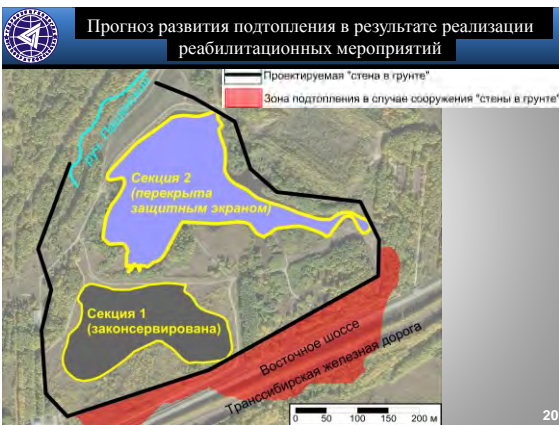 Прогноз развития подтопления в результате реализации
реабилитационных мероприятий
Проектируемая "стена в грунте"
Зона подтопления в случае сооружения "стены в грунте"
руч.
Секция 2
(перекрыта
защитным экраном)
Секция 1
(законсервирована)
Восточное шоссе
Транссибирская железная дорога
0 50 100 150 200 м
20